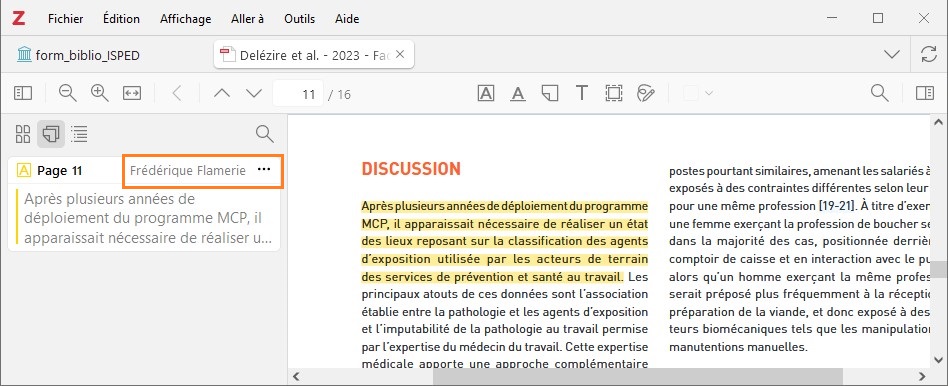 Z Fichier Édition Affichage Aller à Outils Aide
form_biblio_ISPED Delézire et al. - 2023 - Fac
11 / 16
Page 11 Frédérique Flamerie
Après plusieurs années de
déploiement du programme MCP, il
apparaissait nécessaire de réaliser u...
DISCUSSION
Après plusieurs années de déploiement du programme
MCP, il apparaissait nécessaire de réaliser un état
des lieux reposant sur la classification des agents
d’exposition utilisée par les acteurs de terrain
des services de prévention et santé au travail. Les
principaux atouts de ces données sont l’association
établie entre la pathologie et les agents d’exposition
et l’imputabilité de la pathologie au travail permise
par l’expertise du médecin du travail. Cette expertise
médicale apporte une approche complémentaire
postes pourtant similaires, amenant les salariés à
exposés à des contraintes différentes selon leur
pour une même profession [19-21]. À titre d’exem
une femme exerçant la profession de boucher se
dans la majorité des cas, positionnée derriè
comptoir de caisse et en interaction avec le pu
alors qu’un homme exerçant la même profes
serait préposé plus fréquemment à la récepti
préparation de la viande, et donc exposé à des
teurs biomécaniques tels que les manipulation
manutentions manuelles.